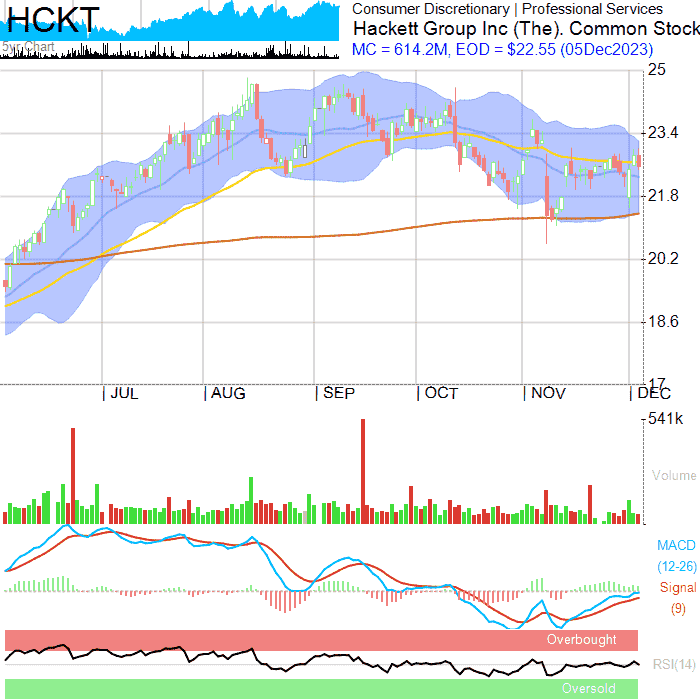 HCKT
5yr Chart
Consumer Discretionary | Professional Services
Hackett Group Inc (The). Common Stock
MC = 614.2M, EOD = $22.55 (05Dec2023)
25
23.4
21.8
20.2
18.6
17
| JUL | AUG | SEP | OCT | NOV | DEC
541k
Volume
MACD
(12-26)
Signal
(9)
Overbought
RSI(14)
Oversold